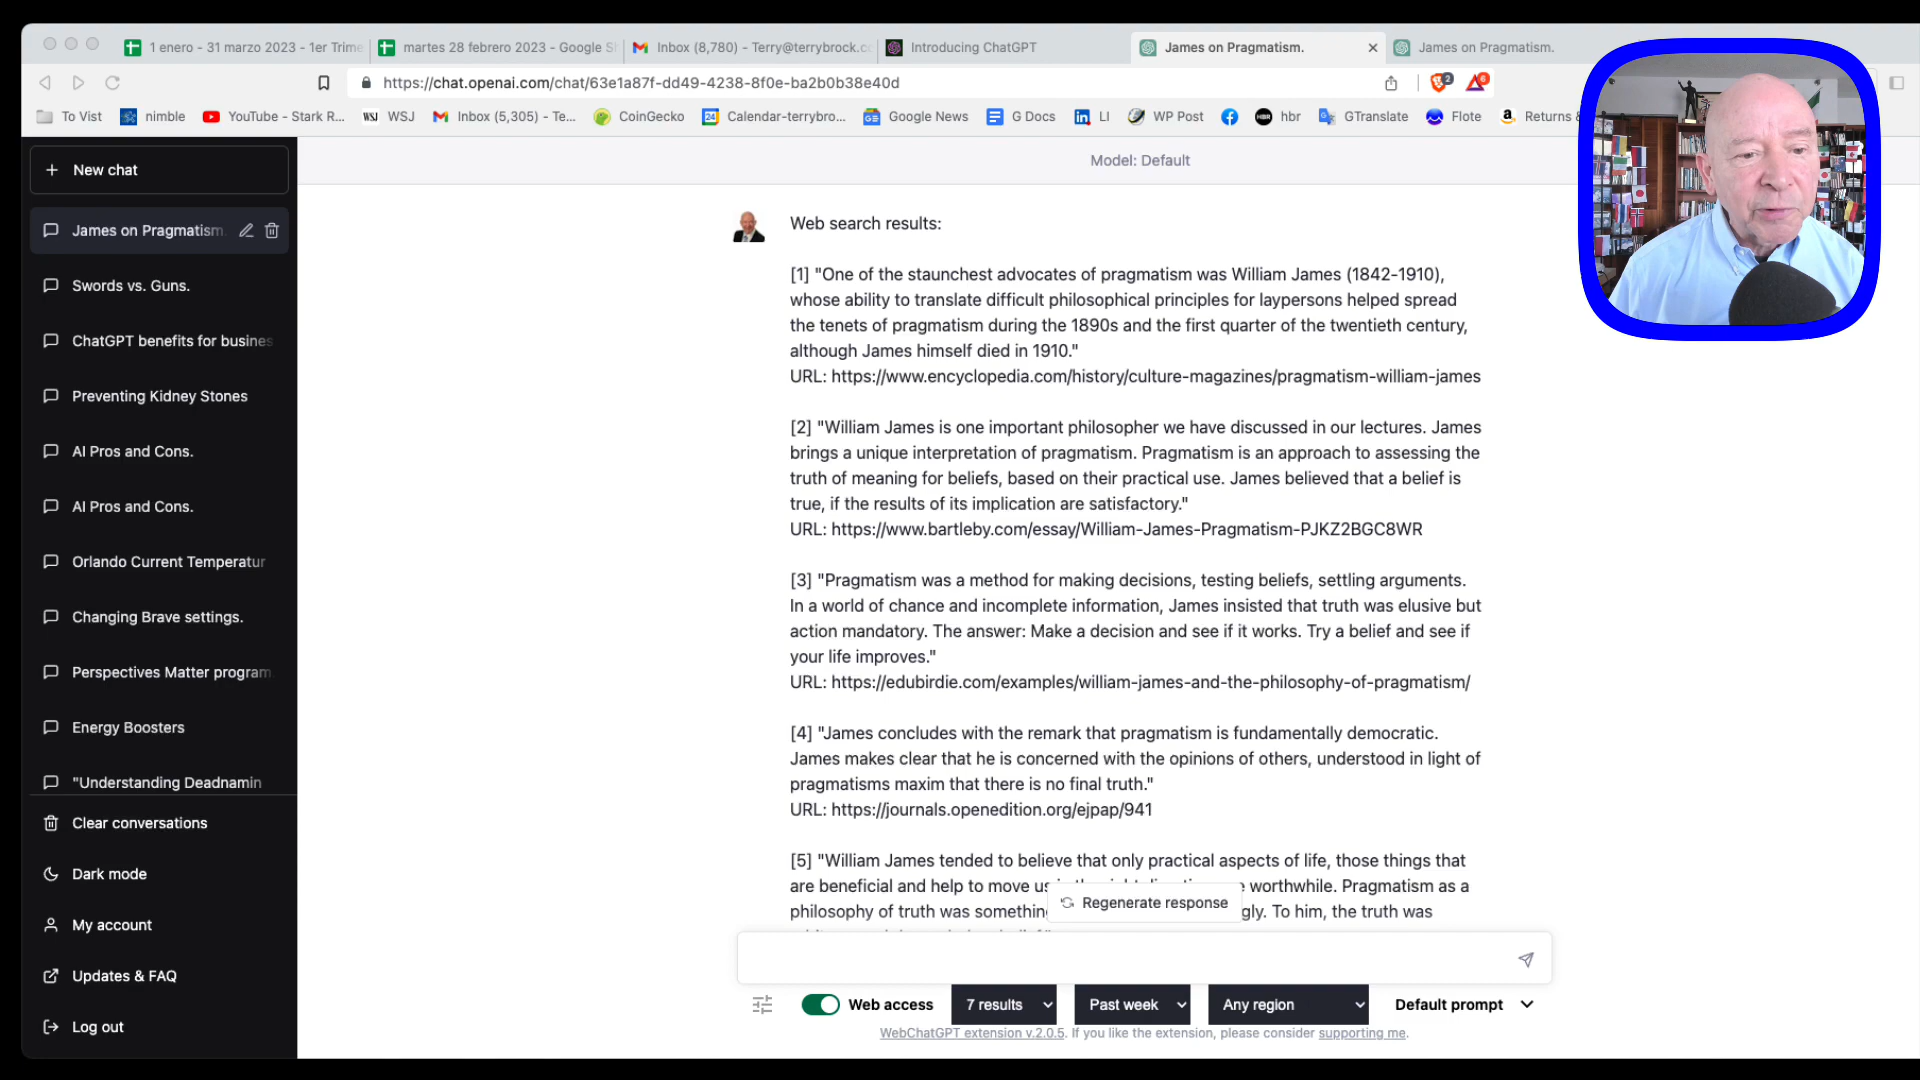 1 enero - 31 marzo 2023 - 1er Trime
martes 28 febrero 2023 - Google S
Inbox (8,780) - Terry@terrybrock.c
Introducing ChatGPT
James on Pragmatism.
James on Pragmatism.
https://chat.openai.com/chat/63e1a87f-dd49-4238-8f0e-ba2b0b38e40d
2
6
To Vist
nimble
YouTube - Stark R...
WSJ
WSJ
Inbox (5,305) - Te...
CoinGecko
Calendar-terrybro...
Google News
G Docs
LI
WP Post
hbr
GTranslate
Flote
Returns &
New chat
James on Pragmatism.
Swords vs. Guns.
ChatGPT benefits for busines
Preventing Kidney Stones
AI Pros and Cons.
AI Pros and Cons.
Orlando Current Temperatur
Changing Brave settings.
Perspectives Matter program
Energy Boosters
"Understanding Deadnamin
Clear conversations
Dark mode
My account
Updates & FAQ
Log out
Model: Default
Web search results:
[1] "One of the staunchest advocates of pragmatism was William James (1842-1910),
whose ability to translate difficult philosophical principles for laypersons helped spread
the tenets of pragmatism during the 1890s and the first quarter of the twentieth century,
although James himself died in 1910."
URL: https://www.encyclopedia.com/history/culture-magazines/pragmatism-william-james
[2] "William James is one important philosopher we have discussed in our lectures. James
brings a unique interpretation of pragmatism. Pragmatism is an approach to assessing the
truth of meaning for beliefs, based on their practical use. James believed that a belief is
true, if the results of its implication are satisfactory."
URL: https://www.bartleby.com/essay/William-James-Pragmatism-PJKZ2BGC8WR
[3] "Pragmatism was a method for making decisions, testing beliefs, settling arguments.
In a world of chance and incomplete information, James insisted that truth was elusive but
action mandatory. The answer: Make a decision and see if it works. Try a belief and see if
your life improves."
URL: https://edubirdie.com/examples/william-james-and-the-philosophy-of-pragmatism/
[4] "James concludes with the remark that pragmatism is fundamentally democratic.
James makes clear that he is concerned with the opinions of others, understood in light of
pragmatisms maxim that there is no final truth."
URL: https://journals.openedition.org/ejpap/941
[5] "William James tended to believe that only practical aspects of life, those things that
are beneficial and help to move us worthwhile. Pragmatism as a
philosophy of truth was something gly. To him, the truth was
Regenerate response
Web access
7 results
Past week
Any region
Default prompt
WebChatGPT extension v.2.0.5. If you like the extension, please consider supporting me.